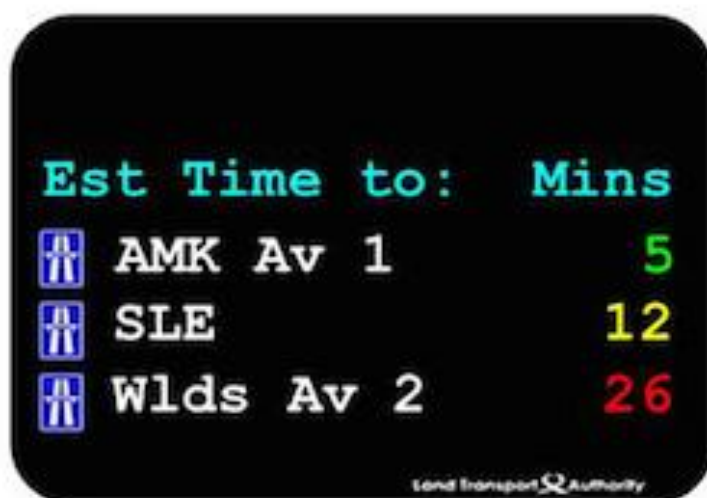 Est Time to: Mins
AMK Av 1 5
SLE 12
Wlds Av 2 26
Land Transport Authority